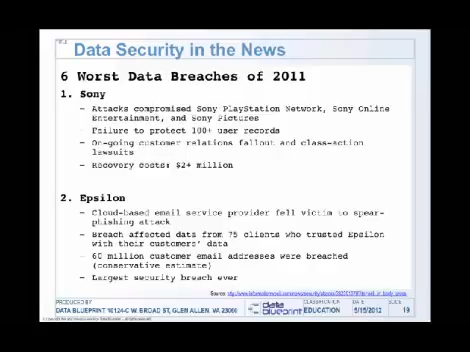 TITLE
Data Security in the News
6 Worst Data Breaches of 2011
1. Sony
– Attacks compromised Sony PlayStation Network, Sony Online
Entertainment, and Sony Pictures
– Failure to protect 100+ user records
– On-going customer relations fallout and class-action
lawsuits
– Recovery costs: $2+ million
2. Epsilon
– Cloud-based email service provider fell victim to spear-
phishing attack
– Breach affected data from 75 clients who trusted Epsilon
with their customers' data
– 60 million customer email addresses were breached
(conservative estimate)
– Largest security breach ever
Source:
PRODUCED BY
DATA BLUEPRINT 10124-C W. BROAD ST, GLEN ALLEN, VA 23060
data blueprint
CLASSIFICATION
EDUCATION
DATE
5/15/2012
SLIDE
19